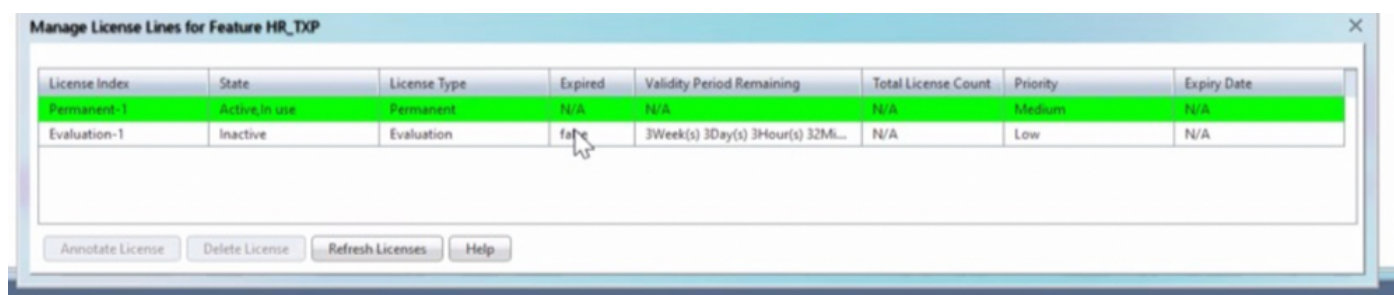 Manage License Lines for Feature HR_TXP
License Index State License Type Expired Validity Period Remaining Total License Count Priority Expiry Date
Permanent-1 Active,In use Permanent N/A N/A N/A Medium N/A
Evaluation-1 Inactive Evaluation 3Week(s) 3Day(s) 3Hour(s) 32Mi... N/A Low N/A
Annotate License Delete License Refresh Licenses Help